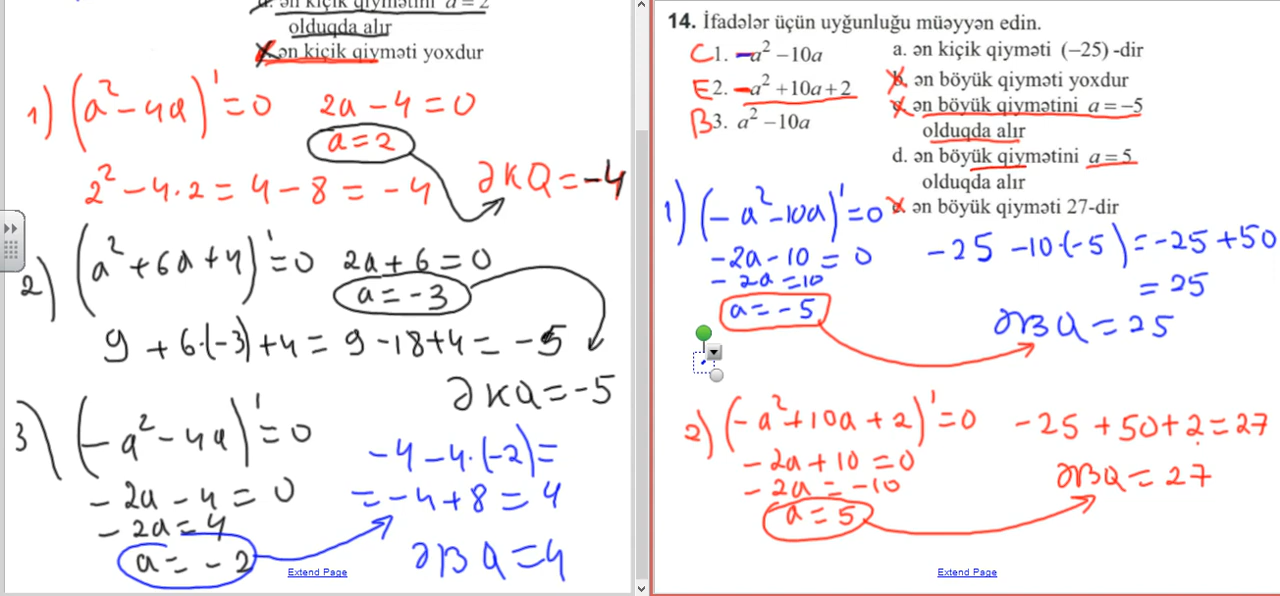 a. ən kiçik qiymətini a = 2
olduqda alır
ən kiçik qiyməti yoxdur
1) (a² − 4a)′ = 0 2a − 4 = 0
a = 2
2² − 4·2 = 4 − 8 = −4 ƏKQ = −4
2) (a² + 6a + 4)′ = 0 2a + 6 = 0
a = −3
9 + 6·(−3) + 4 = 9 − 18 + 4 = −5
ƏKQ = −5
3) (−a² − 4a)′ = 0
−4 − 4·(−2) =
− 2a − 4 = 0
= −4 + 8 = 4
− 2a = 4
a = −2
ƏBQ = 4
Extend Page
14. İfadələr üçün uyğunluğu müəyyən edin.
C 1. −a² −10a
E 2. −a² +10a+2
B 3. a² −10a
a. ən kiçik qiyməti (−25) -dir
b. ən böyük qiyməti yoxdur
c. ən böyük qiymətini a = −5
olduqda alır
d. ən böyük qiymətini a = 5
olduqda alır
e. ən böyük qiyməti 27-dir
1) (− a² − 10a)′ = 0
−2a − 10 = 0
− 2a = 10
a = −5
−25 −10·(−5) = −25 + 50
= 25
ƏBQ = 25
2) (−a² + 10a + 2)′ = 0 −25 + 50 + 2 = 27
− 2a + 10 = 0
− 2a = −10
a = 5
ƏBQ = 27
Extend Page